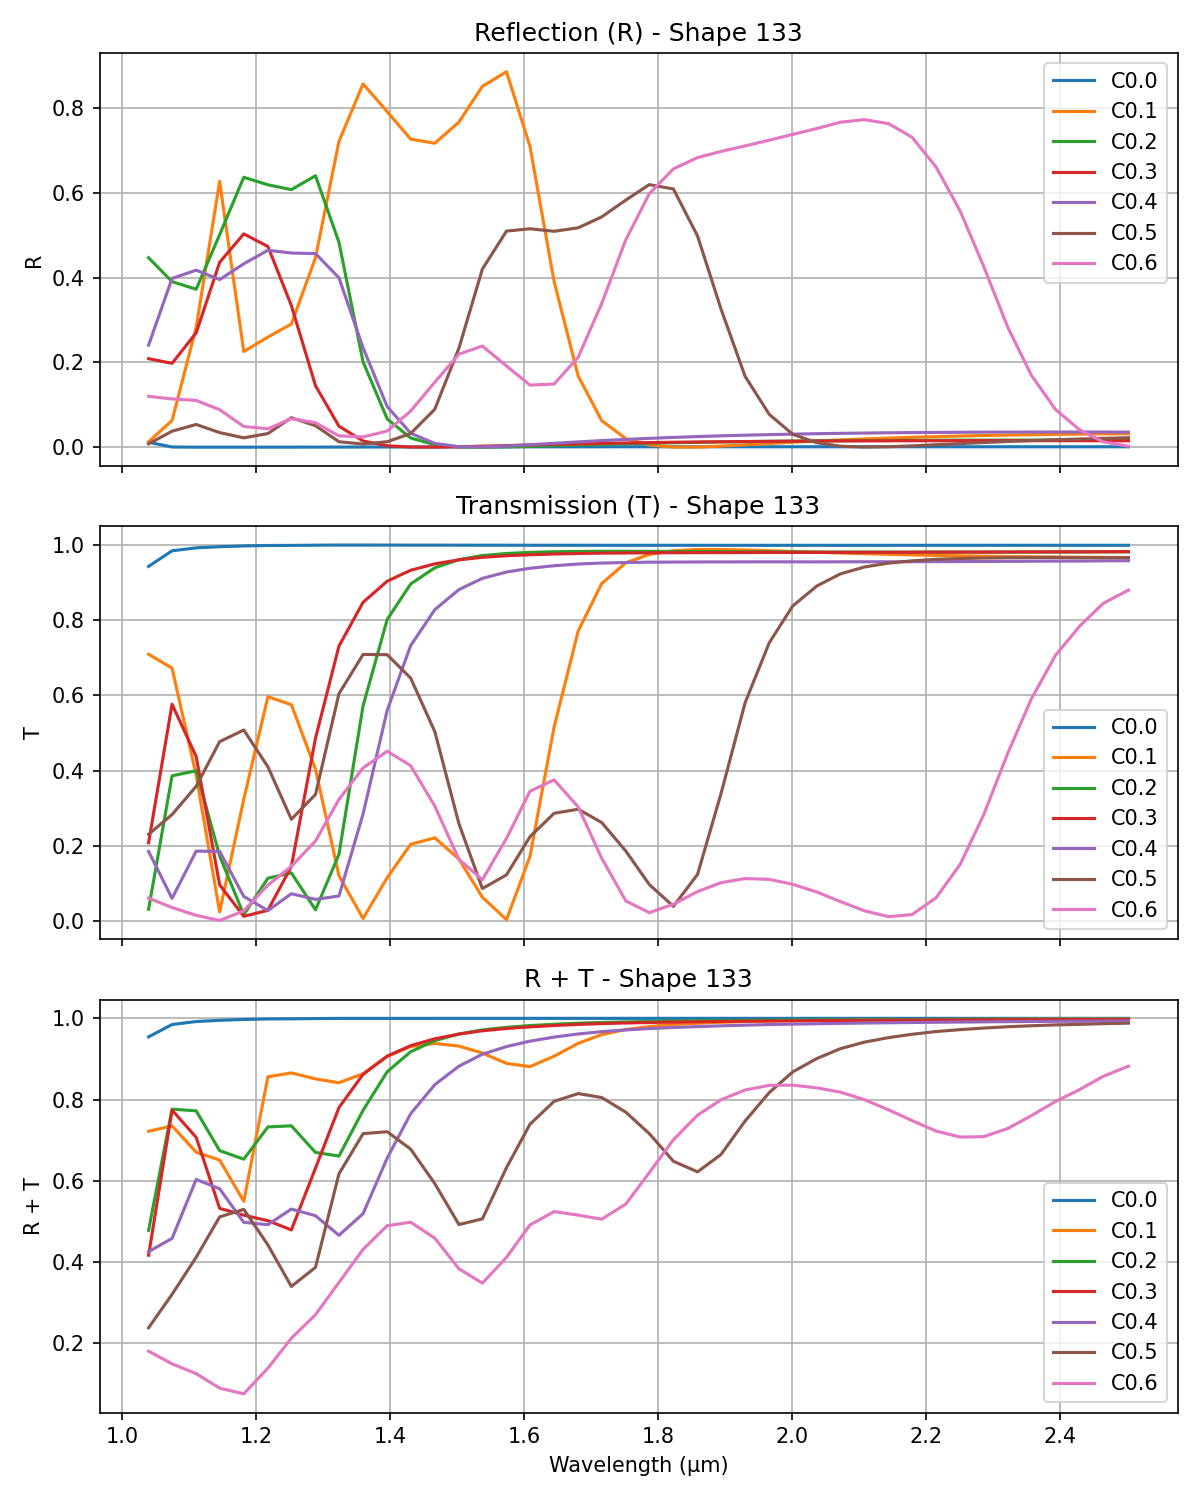 Reflection (R) - Shape 133
0.8
0.6
0.4
0.2
0.0
R
C0.0
C0.1
C0.2
C0.3
C0.4
C0.5
C0.6
Transmission (T) - Shape 133
1.0
0.8
0.6
0.4
0.2
0.0
T
C0.0
C0.1
C0.2
C0.3
C0.4
C0.5
C0.6
R + T - Shape 133
1.0
0.8
0.6
0.4
0.2
R + T
C0.0
C0.1
C0.2
C0.3
C0.4
C0.5
C0.6
1.0 1.2 1.4 1.6 1.8 2.0 2.2 2.4
Wavelength (μm)